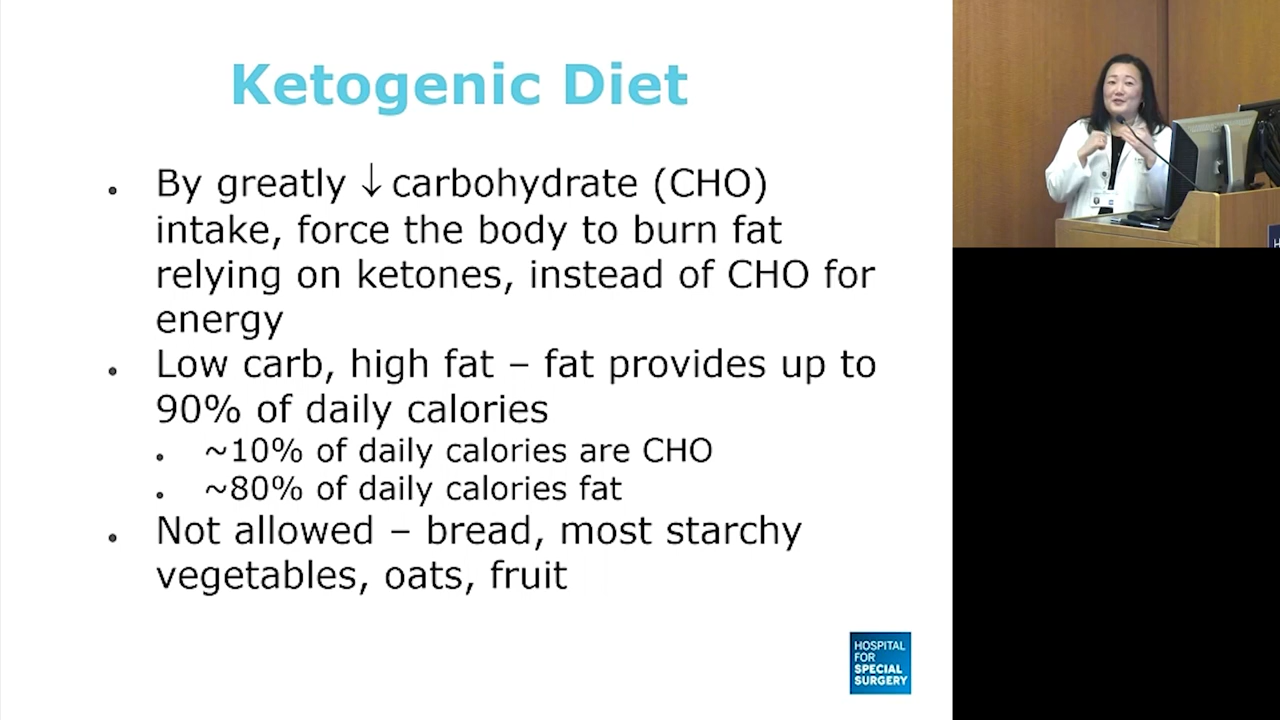 Ketogenic Diet
• By greatly ↓ carbohydrate (CHO)
intake, force the body to burn fat
relying on ketones, instead of CHO for
energy
• Low carb, high fat – fat provides up to
90% of daily calories
• ~10% of daily calories are CHO
• ~80% of daily calories fat
• Not allowed – bread, most starchy
vegetables, oats, fruit
HOSPITAL
FOR
SPECIAL
SURGERY